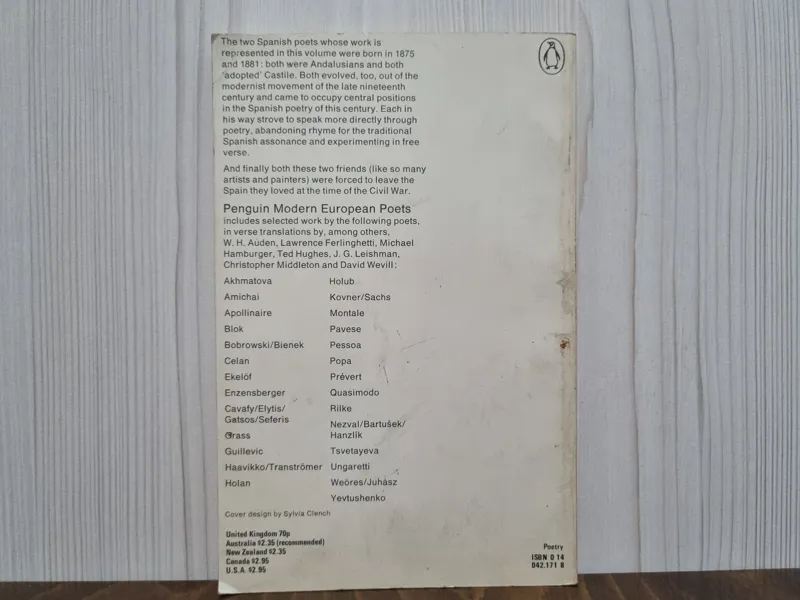 The two Spanish poets whose work is
represented in this volume were born in 1875
and 1881; both were Andalusians and both
'adopted' Castile. Both evolved, too, out of the
modernist movement of the late nineteenth
century and came to occupy central positions
in the Spanish poetry of this century. Each in
his way strove to speak more directly through
poetry, abandoning rhyme for the traditional
Spanish assonance and experimenting in free
verse.
And finally both these two friends (like so many
artists and painters) were forced to leave the
Spain they loved at the time of the Civil War.
Penguin Modern European Poets
includes selected work by the following poets,
in verse translations by, among others,
W. H. Auden, Lawrence Ferlinghetti, Michael
Hamburger, Ted Hughes, J. G. Leishman,
Christopher Middleton and David Wevill:
Akhmatova
Amichai
Apollinaire
Blok
Bobrowski/Bienek
Celan
Ekelöf
Enzensberger
Cavafy/Elytis/
Gatsos/Seferis
Grass
Guillevic
Haavikko/Tranströmer
Holan
Holub
Kovner/Sachs
Montale
Pavese
Pessoa
Popa
Prévert
Quasimodo
Rilke
Nezval/Bartušek/
Hanzlík
Tsvetayeva
Ungaretti
Weöres/Juhász
Yevtushenko
Cover design by Sylvia Clench
United Kingdom 70p
Australia $2.35 (recommended)
New Zealand $2.35
Canada $2.95
U.S.A. $2.95
Poetry
ISBN 0 14
042.171 8